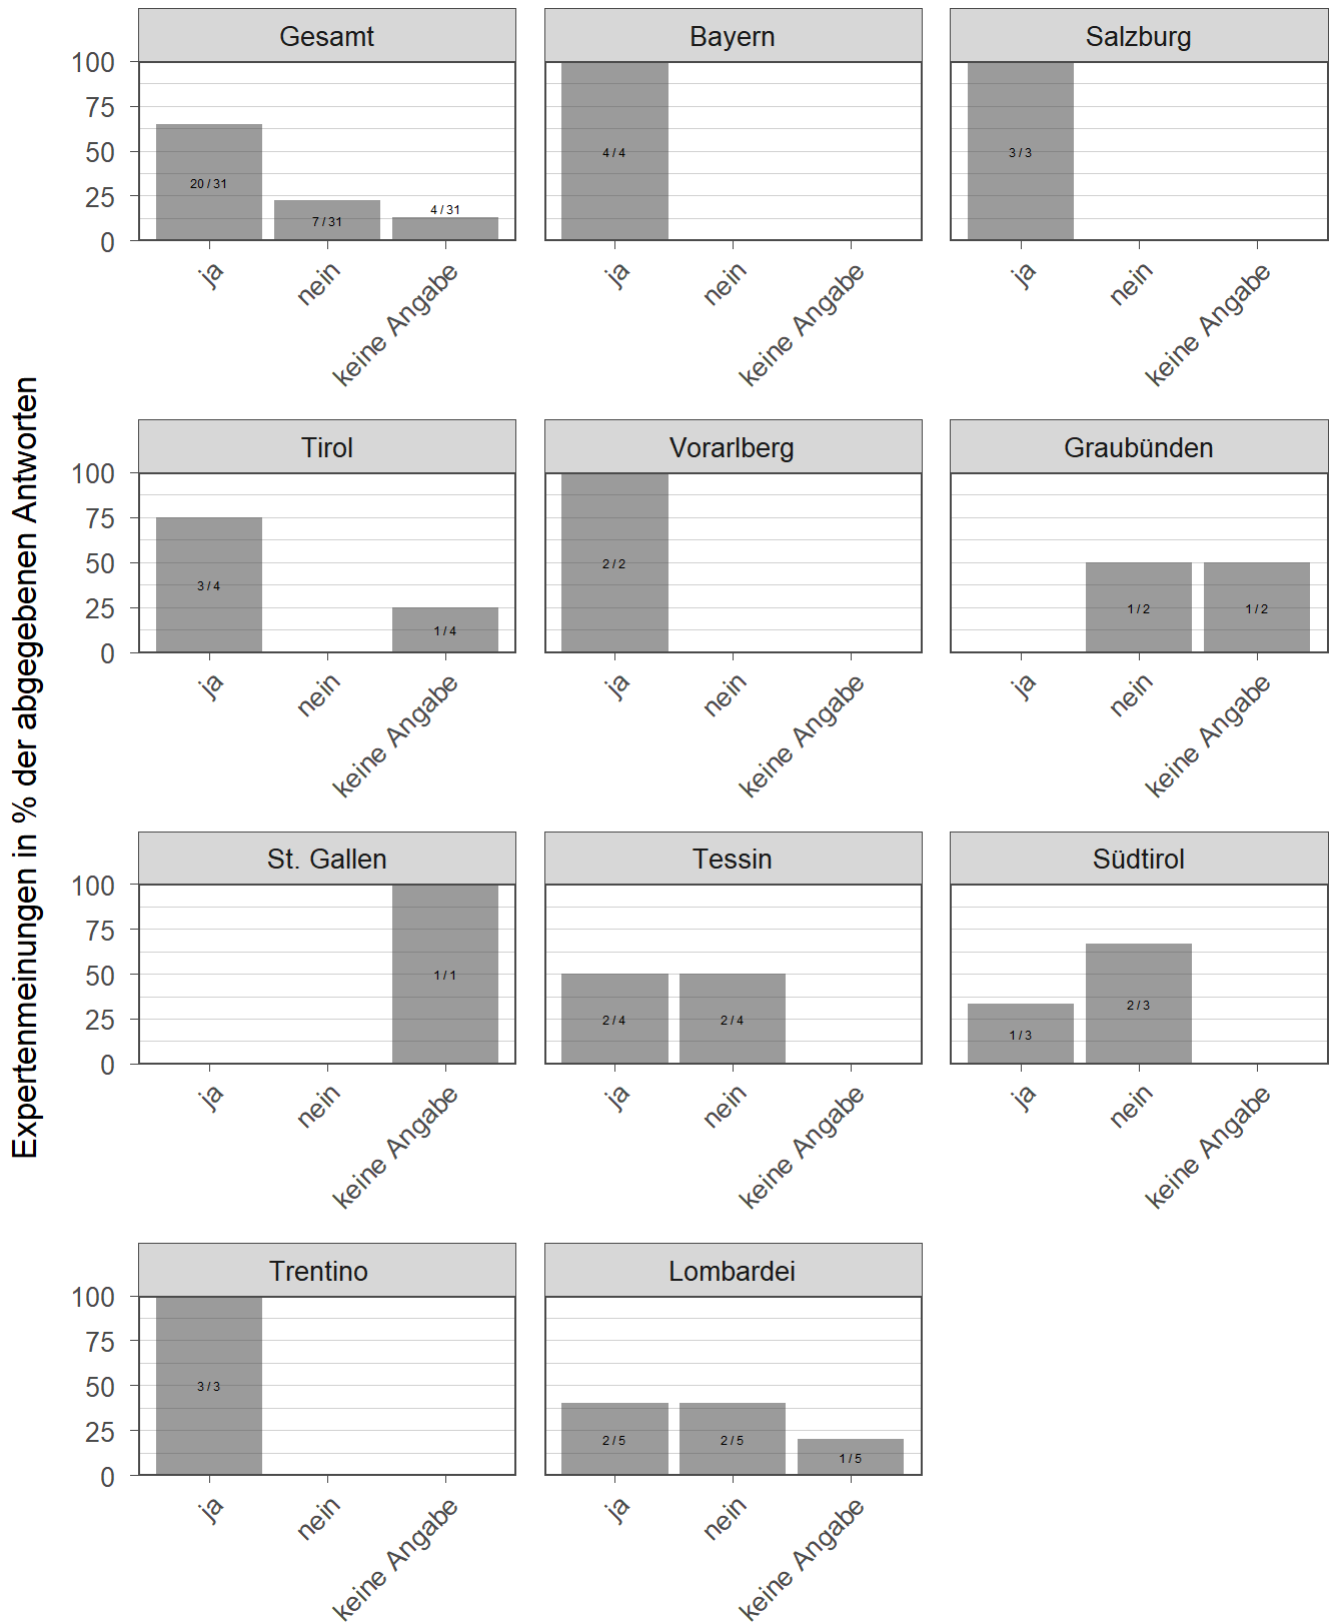 Expertenmeinungen in % der abgegebenen Antworten
Gesamt
100
75
50
25
0
20 / 31
7 / 31
4 / 31
ja
nein
keine Angabe
Bayern
4 / 4
ja
nein
keine Angabe
Salzburg
3 / 3
ja
nein
keine Angabe
Tirol
100
75
50
25
0
3 / 4
1 / 4
ja
nein
keine Angabe
Vorarlberg
2 / 2
ja
nein
keine Angabe
Graubünden
1 / 2
1 / 2
ja
nein
keine Angabe
St. Gallen
100
75
50
25
0
1 / 1
ja
nein
keine Angabe
Tessin
2 / 4
2 / 4
ja
nein
keine Angabe
Südtirol
1 / 3
2 / 3
ja
nein
keine Angabe
Trentino
100
75
50
25
0
3 / 3
ja
nein
keine Angabe
Lombardei
2 / 5
2 / 5
1 / 5
ja
nein
keine Angabe